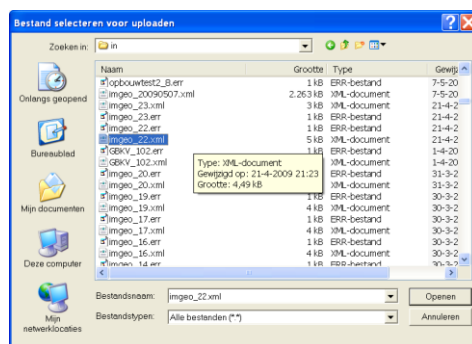 Bestand selecteren voor uploaden
Zoeken in: in
Naam Grootte Type Gewijz
opbouwtest2_8.err 1 kB ERR-bestand 7-5-20
imgeo_20090507.xml 2.263 kB XML-document 7-5-20
imgeo_23.xml 3 kB XML-document 21-4-2
imgeo_23.err 1 kB ERR-bestand 21-4-2
imgeo_22.err 1 kB ERR-bestand 21-4-2
imgeo_22.xml 5 kB XML-document 21-4-2
GBKV_102.err 1 kB ERR-bestand 1-4-20
GBKV_102.xml 1-4-20
imgeo_20.err 31-3-2
imgeo_20.xml 31-3-2
imgeo_19.err 1 kB ERR-bestand 30-3-2
imgeo_19.xml 4 kB XML-document 30-3-2
imgeo_17.err 1 kB ERR-bestand 30-3-2
imgeo_17.xml 4 kB XML-document 30-3-2
imgeo_16.err 1 kB ERR-bestand 30-3-2
imgeo_16.xml 4 kB XML-document 30-3-2
imgeo_14.err 1 kB ERR-bestand 30-3-2
Type: XML-document
Gewijzigd op: 21-4-2009 21:23
Grootte: 4,49 kB
Onlangs geopend
Bureaublad
Mijn documenten
Deze computer
Mijn
netwerklocaties
Bestandsnaam: imgeo_22.xml Openen
Bestandstypen: Alle bestanden (*.*) Annuleren